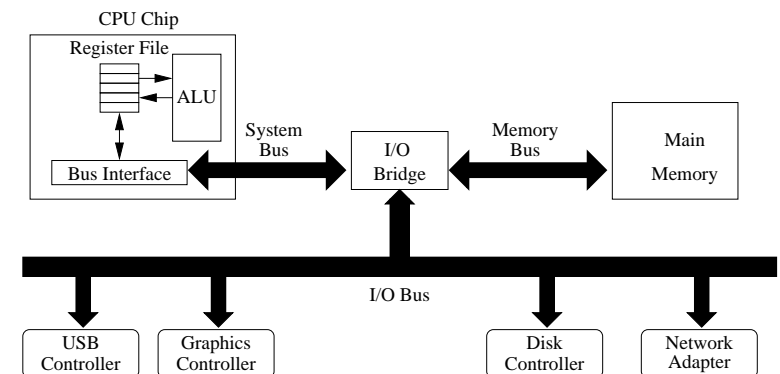 CPU Chip
Register File
ALU
Bus Interface
System
Bus
I/O
Bridge
Memory
Bus
Main
Memory
I/O Bus
USB
Controller
Graphics
Controller
Disk
Controller
Network
Adapter